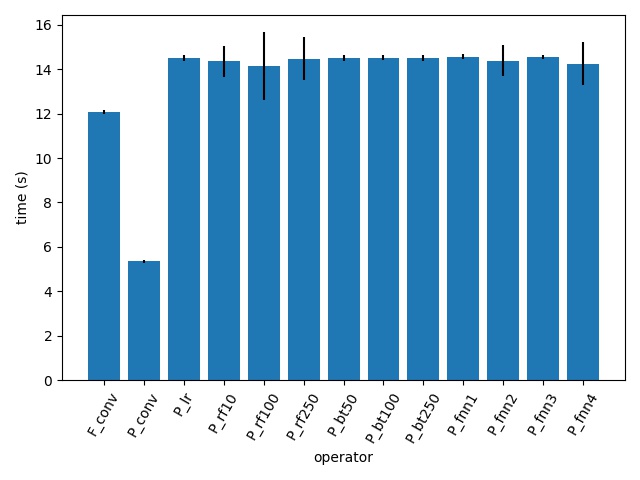 time (s)
16
14
12
10
8
6
4
2
0
F_conv
P_conv
P_lr
P_rf10
P_rf100
P_rf250
P_bt50
P_bt100
P_bt250
P_fnn1
P_fnn2
P_fnn3
P_fnn4
operator